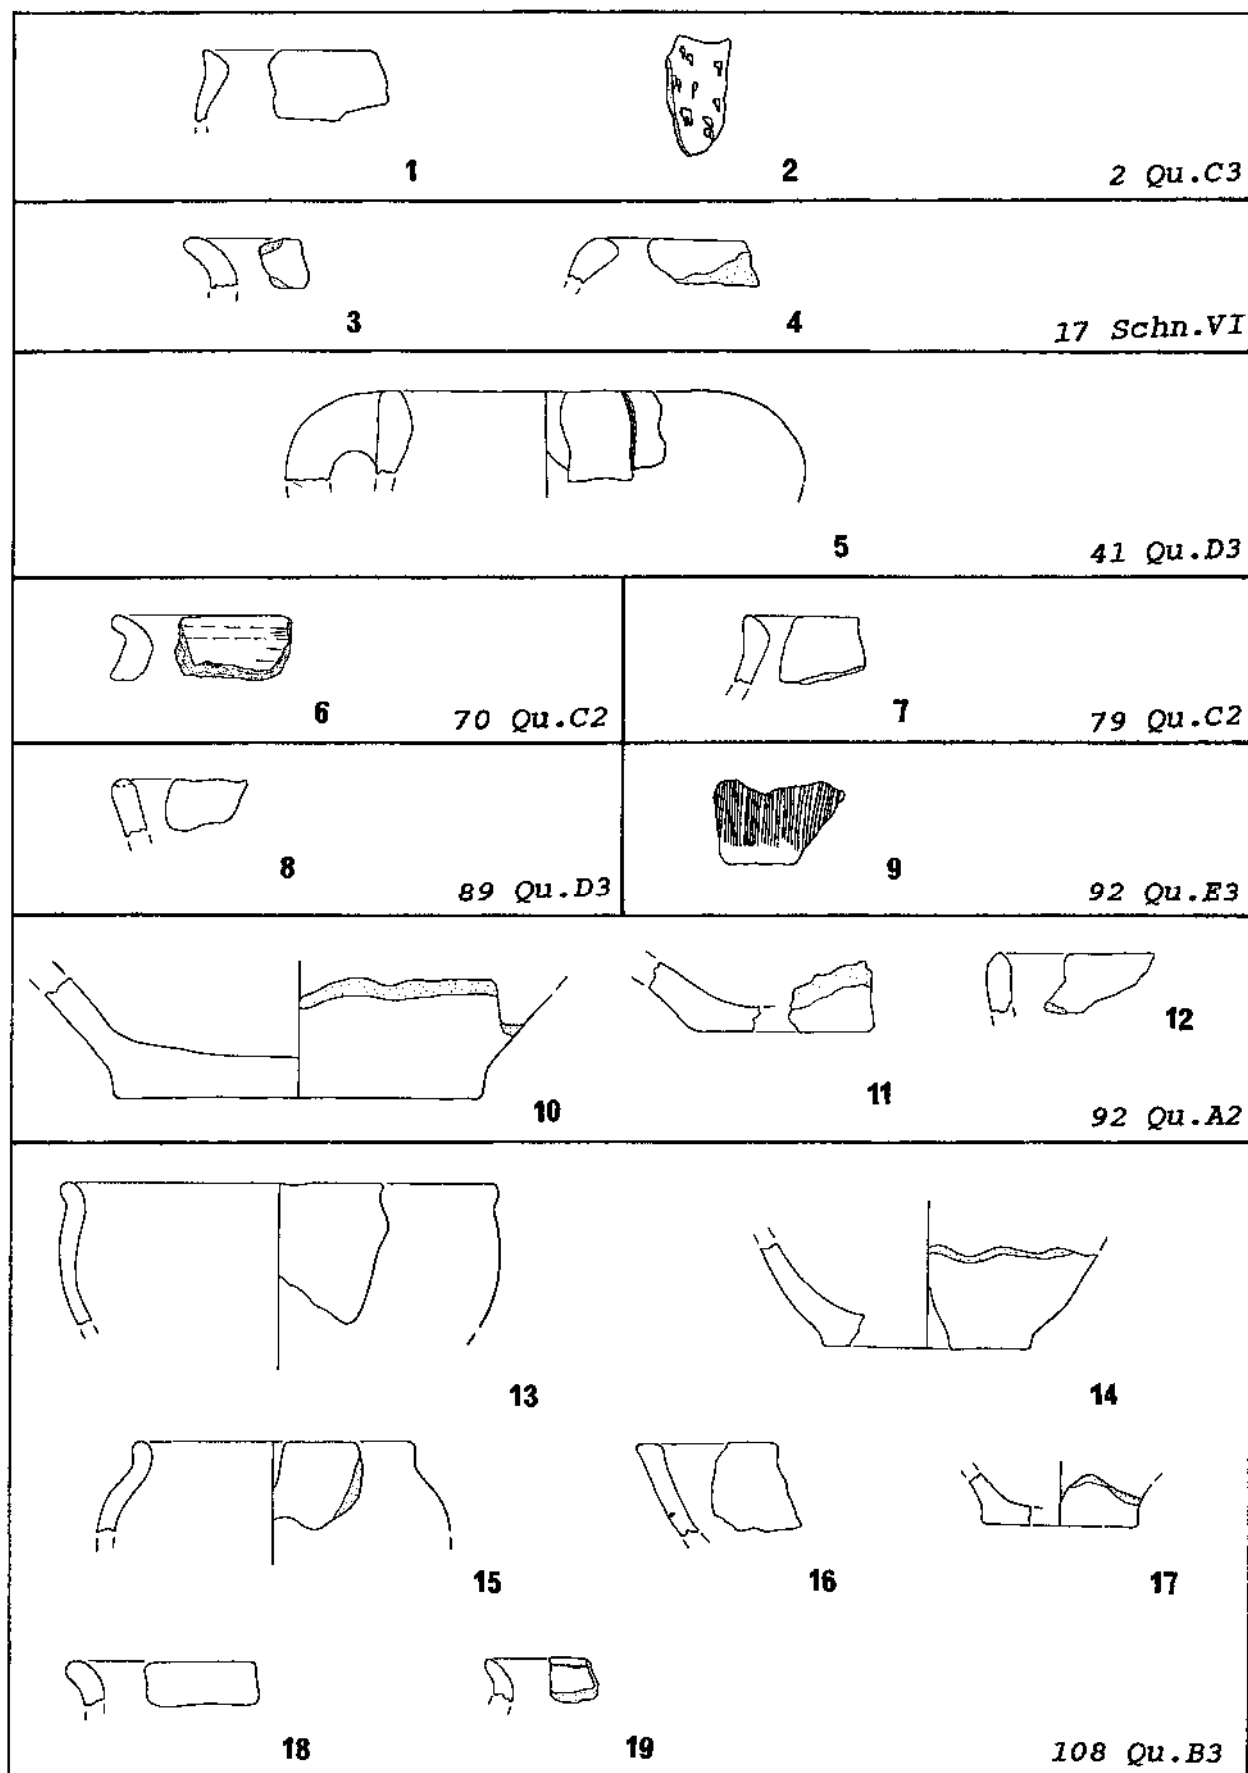 1 2 2 Qu.C3
3 4 17 Schn.VI
5 41 Qu.D3
6 70 Qu.C2
7 79 Qu.C2
8 89 Qu.D3
9 92 Qu.E3
10 11 12 92 Qu.A2
13 14
15 16 17
18 19 108 Qu.B3